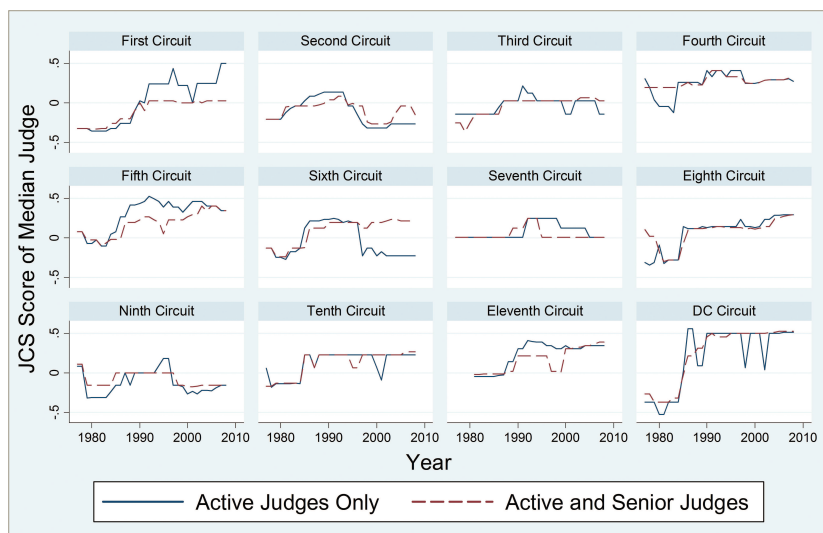 First Circuit Second Circuit Third Circuit Fourth Circuit
.5
0
-.5
Fifth Circuit Sixth Circuit Seventh Circuit Eighth Circuit
.5
0
-.5
Ninth Circuit Tenth Circuit Eleventh Circuit DC Circuit
.5
0
-.5
1980 1990 2000 2010 1980 1990 2000 2010 1980 1990 2000 2010 1980 1990 2000 2010
JCS Score of Median Judge
Year
Active Judges Only Active and Senior Judges